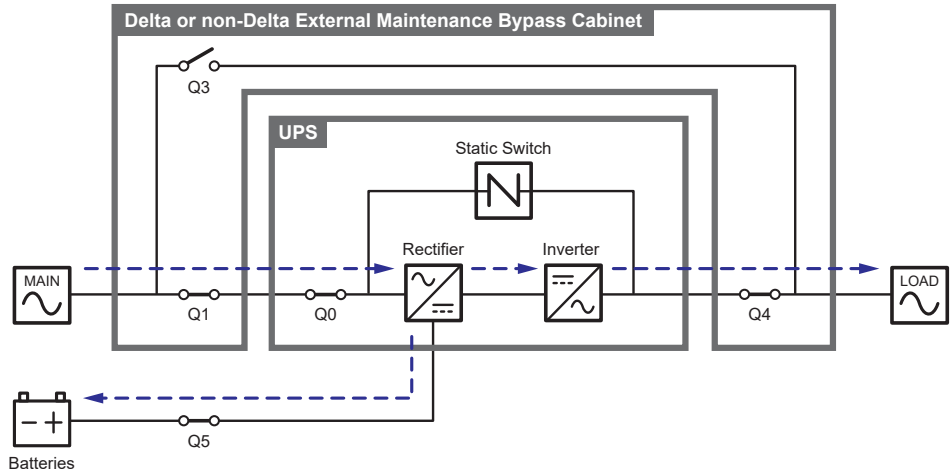 Delta or non-Delta External Maintenance Bypass Cabinet
Q3
UPS
Static Switch
Rectifier
Inverter
MAIN
LOAD
Q1
Q0
Q4
Q5
Batteries